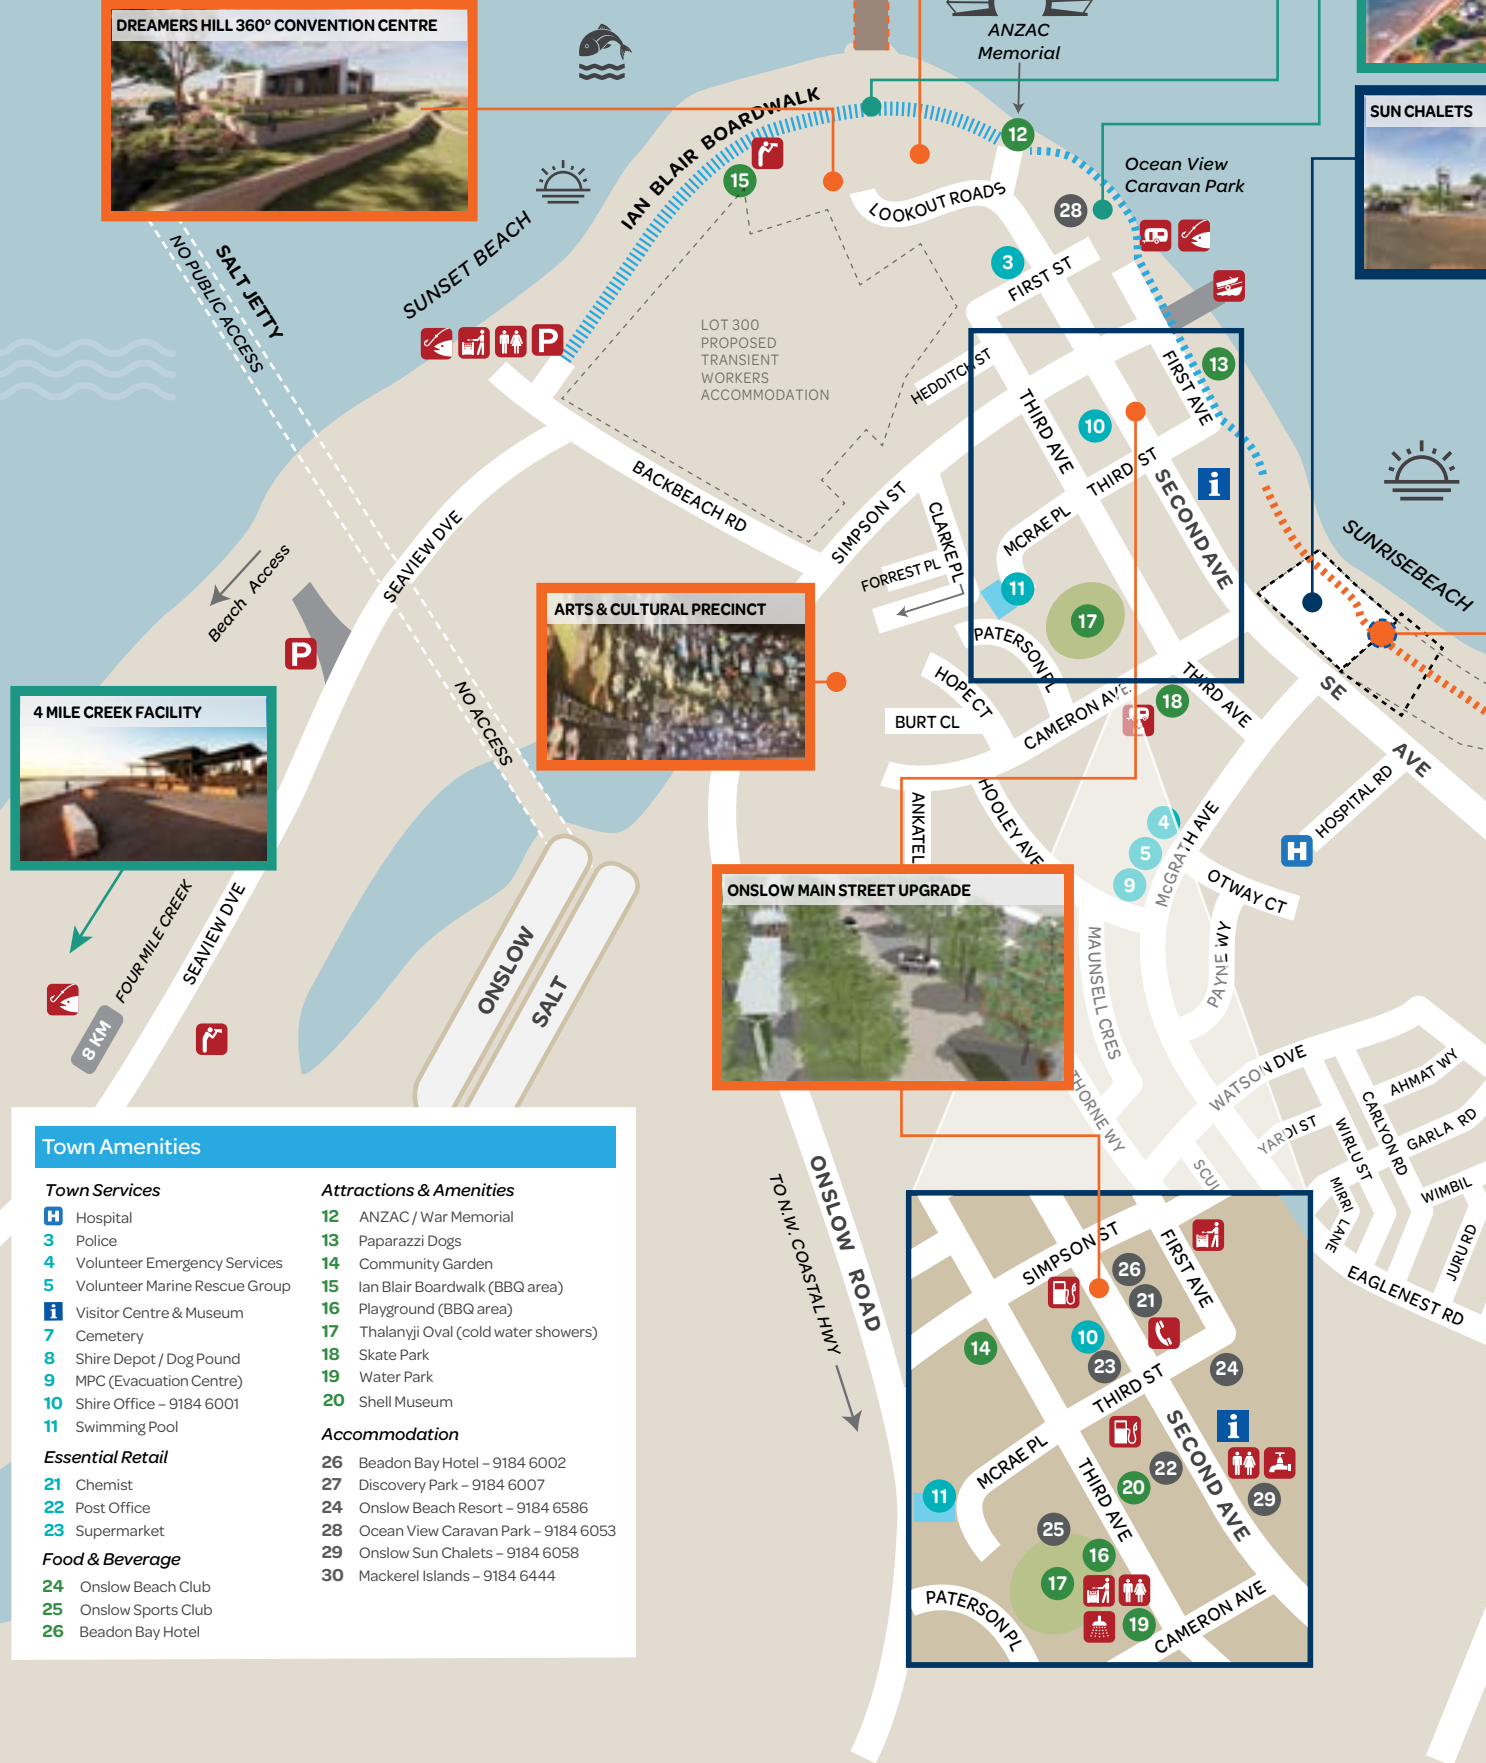 DREAMERS HILL 360° CONVENTION CENTRE
ANZAC
Memorial
SUN CHALETS
IAN BLAIR BOARDWALK
12
15
Ocean View
Caravan Park
28
LOOKOUT ROADS
SUNSET BEACH
SALT JETTY
NO PUBLIC ACCESS
3
FIRST ST
P
LOT 300
PROPOSED
TRANSIENT
WORKERS
ACCOMMODATION
HEDDITCH ST
FIRST AVE
13
THIRD AVE
10
THIRD ST
SECOND AVE
i
BACKBEACH RD
SIMPSON ST
CLARKE PL
MCRAE PL
FORREST PL
SEAVIEW DVE
SUNRISE BEACH
Beach Access
P
ARTS & CULTURAL PRECINCT
11
17
PATERSON PL
HOPE CT
BURT CL
CAMERON AVE
18
THIRD AVE
SE
AVE
4 MILE CREEK FACILITY
NO ACCESS
ANKATEL
HOOLEY AVE
4
5
9
McGRATH AVE
HOSPITAL RD
H
OTWAY CT
PAYNE WY
ONSLOW MAIN STREET UPGRADE
FOUR MILE CREEK
SEAVIEW DVE
8 KM
ONSLOW
SALT
MAUNSELL CRES
THORNE WY
WATSON DVE
YARDI ST
SCUL
AHMAT WY
CARLYON RD
GARLA RD
WIRLU ST
WIMBIL
MIRRI LANE
JURU RD
EAGLENEST RD
ONSLOW ROAD
TO N.W. COASTAL HWY
SIMPSON ST
FIRST AVE
26
21
10
23
14
24
THIRD ST
i
MCRAE PL
SECOND AVE
THIRD AVE
22
20
29
11
25
16
17
19
PATERSON PL
CAMERON AVE
Town Amenities
Town Services
H Hospital
3 Police
4 Volunteer Emergency Services
5 Volunteer Marine Rescue Group
i Visitor Centre & Museum
7 Cemetery
8 Shire Depot / Dog Pound
9 MPC (Evacuation Centre)
10 Shire Office – 9184 6001
11 Swimming Pool
Essential Retail
21 Chemist
22 Post Office
23 Supermarket
Food & Beverage
24 Onslow Beach Club
25 Onslow Sports Club
26 Beadon Bay Hotel
Attractions & Amenities
12 ANZAC / War Memorial
13 Paparazzi Dogs
14 Community Garden
15 Ian Blair Boardwalk (BBQ area)
16 Playground (BBQ area)
17 Thalanyji Oval (cold water showers)
18 Skate Park
19 Water Park
20 Shell Museum
Accommodation
26 Beadon Bay Hotel – 9184 6002
27 Discovery Park – 9184 6007
24 Onslow Beach Resort – 9184 6586
28 Ocean View Caravan Park – 9184 6053
29 Onslow Sun Chalets – 9184 6058
30 Mackerel Islands – 9184 6444